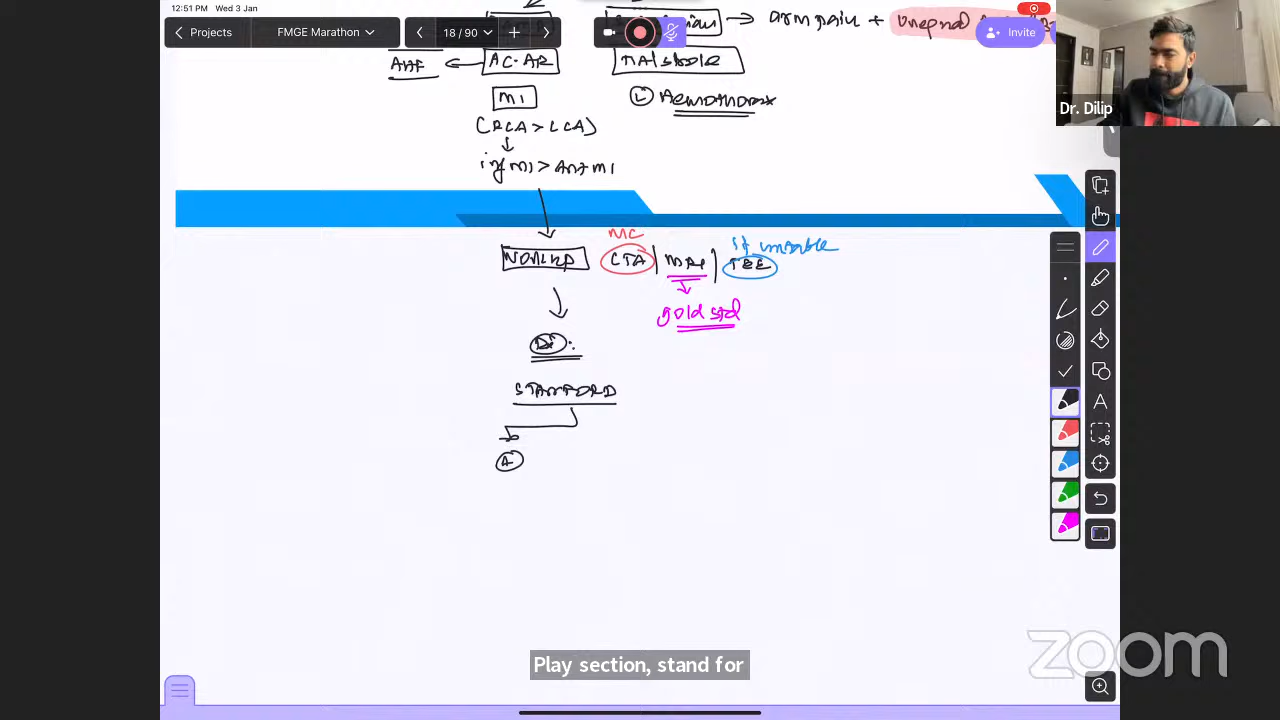 12:51 PM Wed 3 Jan
Projects
FMGE Marathon
18 / 90
Invite
→ arm pain + unequal
AHF ← AC-AR
MI
(RCA > LCA)
inf MI > Ant MI
L Hemothorax
MC
if unstable
WORKUP CTA | MRI | TEE
gold std
Rx:
STANFORD
A
Dr. Dilip
Play section, stand for
zoom